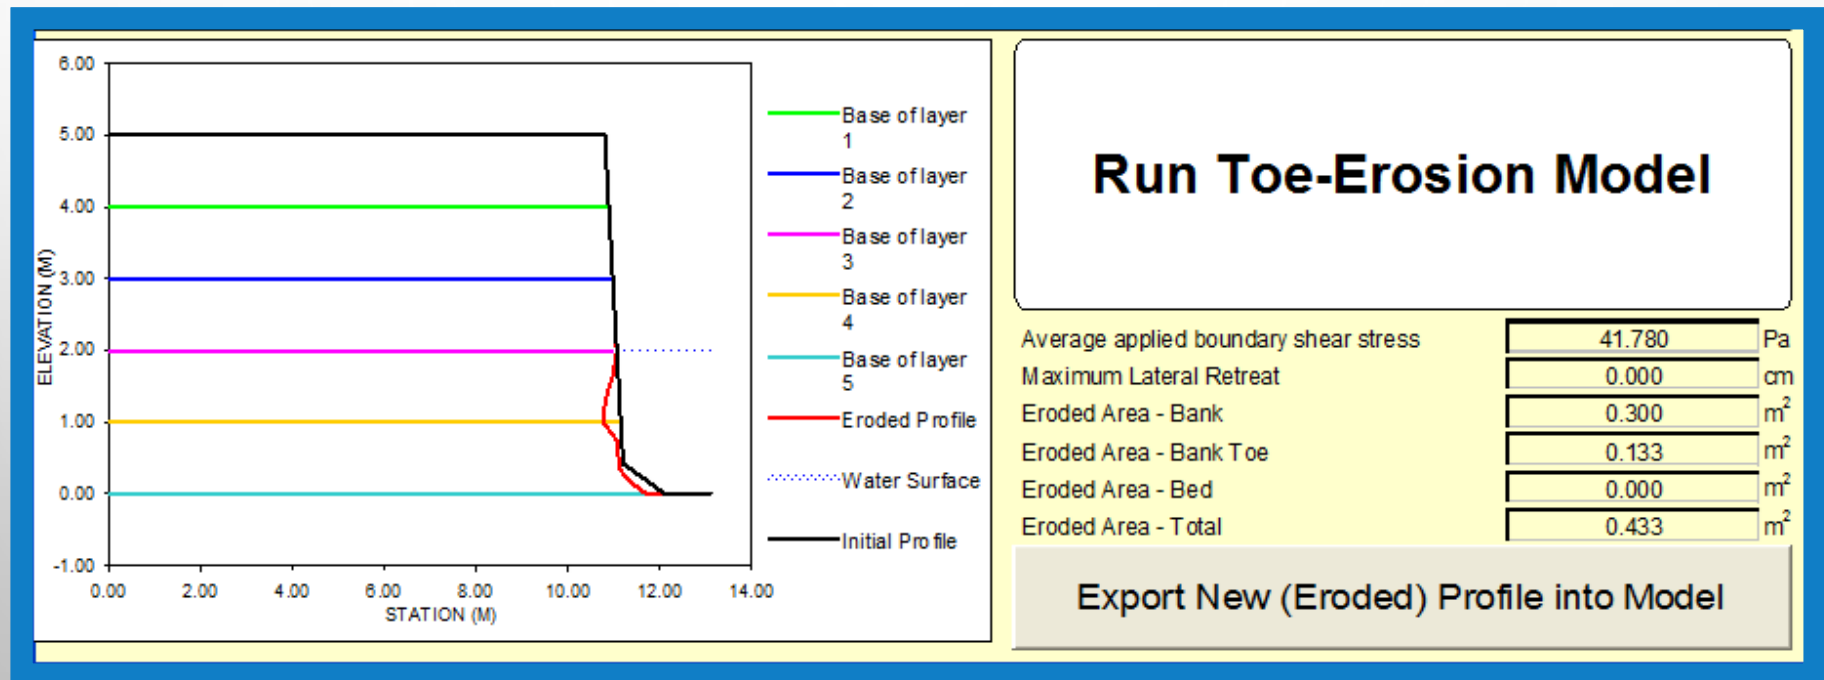 6.00
5.00
4.00
3.00
2.00
1.00
0.00
-1.00
ELEVATION (M)
0.00 2.00 4.00 6.00 8.00 10.00 12.00 14.00
STATION (M)
Base of layer
1
Base of layer
2
Base of layer
3
Base of layer
4
Base of layer
5
Eroded Profile
Water Surface
Initial Profile
Run Toe-Erosion Model
Average applied boundary shear stress 41.780 Pa
Maximum Lateral Retreat 0.000 cm
Eroded Area - Bank 0.300 m²
Eroded Area - Bank Toe 0.133 m²
Eroded Area - Bed 0.000 m²
Eroded Area - Total 0.433 m²
Export New (Eroded) Profile into Model